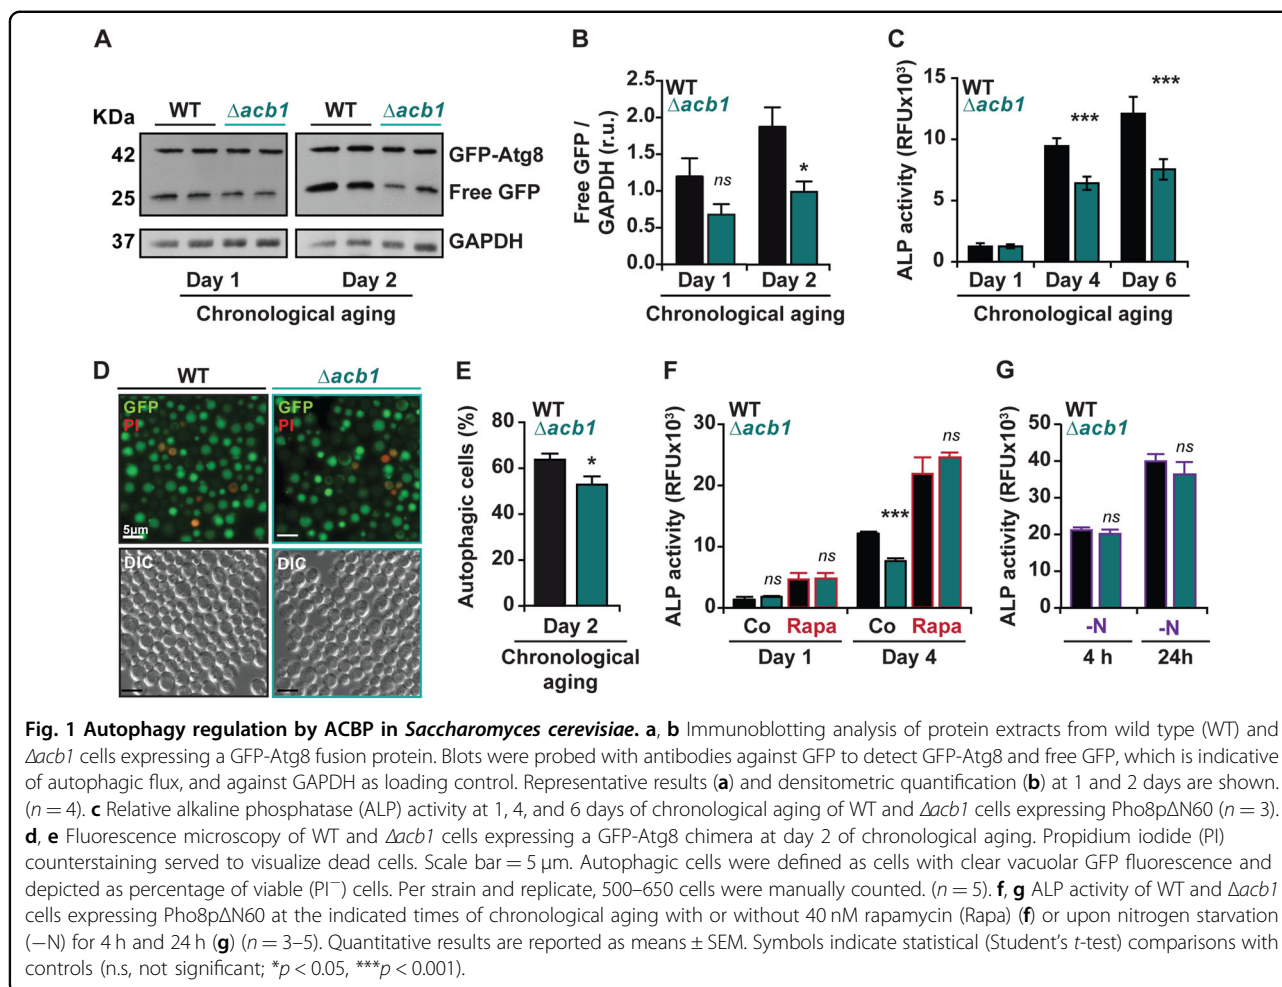 A
KDa
WT
Δacb1
WT
Δacb1
42
25
37
GFP-Atg8
Free GFP
GAPDH
Day 1
Day 2
Chronological aging
B
WT
Δacb1
Free GFP /
GAPDH (r.u.)
2.5
2.0
1.5
1.0
0.5
0.0
ns
*
Day 1
Day 2
Chronological aging
C
WT
Δacb1
ALP activity (RFUx10³)
15
10
5
0
***
***
Day 1
Day 4
Day 6
Chronological aging
D
WT
Δacb1
GFP
PI
5µm
GFP
PI
DIC
DIC
E
WT
Δacb1
Autophagic cells (%)
80
60
40
60
0
*
Day 2
Chronological
aging
F
WT
Δacb1
ALP activity (RFUx10³)
30
20
10
0
ns
ns
***
ns
Co
Rapa
Co
Rapa
Day 1
Day 4
G
WT
Δacb1
ALP activity (RFUx10³)
50
40
30
20
10
0
ns
ns
-N
-N
4 h
24h
Fig. 1 Autophagy regulation by ACBP in Saccharomyces cerevisiae. a, b Immunoblotting analysis of protein extracts from wild type (WT) and
Δacb1 cells expressing a GFP-Atg8 fusion protein. Blots were probed with antibodies against GFP to detect GFP-Atg8 and free GFP, which is indicative
of autophagic flux, and against GAPDH as loading control. Representative results (a) and densitometric quantification (b) at 1 and 2 days are shown.
(n = 4). c Relative alkaline phosphatase (ALP) activity at 1, 4, and 6 days of chronological aging of WT and Δacb1 cells expressing Pho8pΔN60 (n = 3).
d, e Fluorescence microscopy of WT and Δacb1 cells expressing a GFP-Atg8 chimera at day 2 of chronological aging. Propidium iodide (PI)
counterstaining served to visualize dead cells. Scale bar = 5 µm. Autophagic cells were defined as cells with clear vacuolar GFP fluorescence and
depicted as percentage of viable (PI⁻) cells. Per strain and replicate, 500–650 cells were manually counted. (n = 5). f, g ALP activity of WT and Δacb1
cells expressing Pho8pΔN60 at the indicated times of chronological aging with or without 40 nM rapamycin (Rapa) (f) or upon nitrogen starvation
(−N) for 4 h and 24 h (g) (n = 3–5). Quantitative results are reported as means ± SEM. Symbols indicate statistical (Student's t-test) comparisons with
controls (n.s, not significant; *p < 0.05, ***p < 0.001).